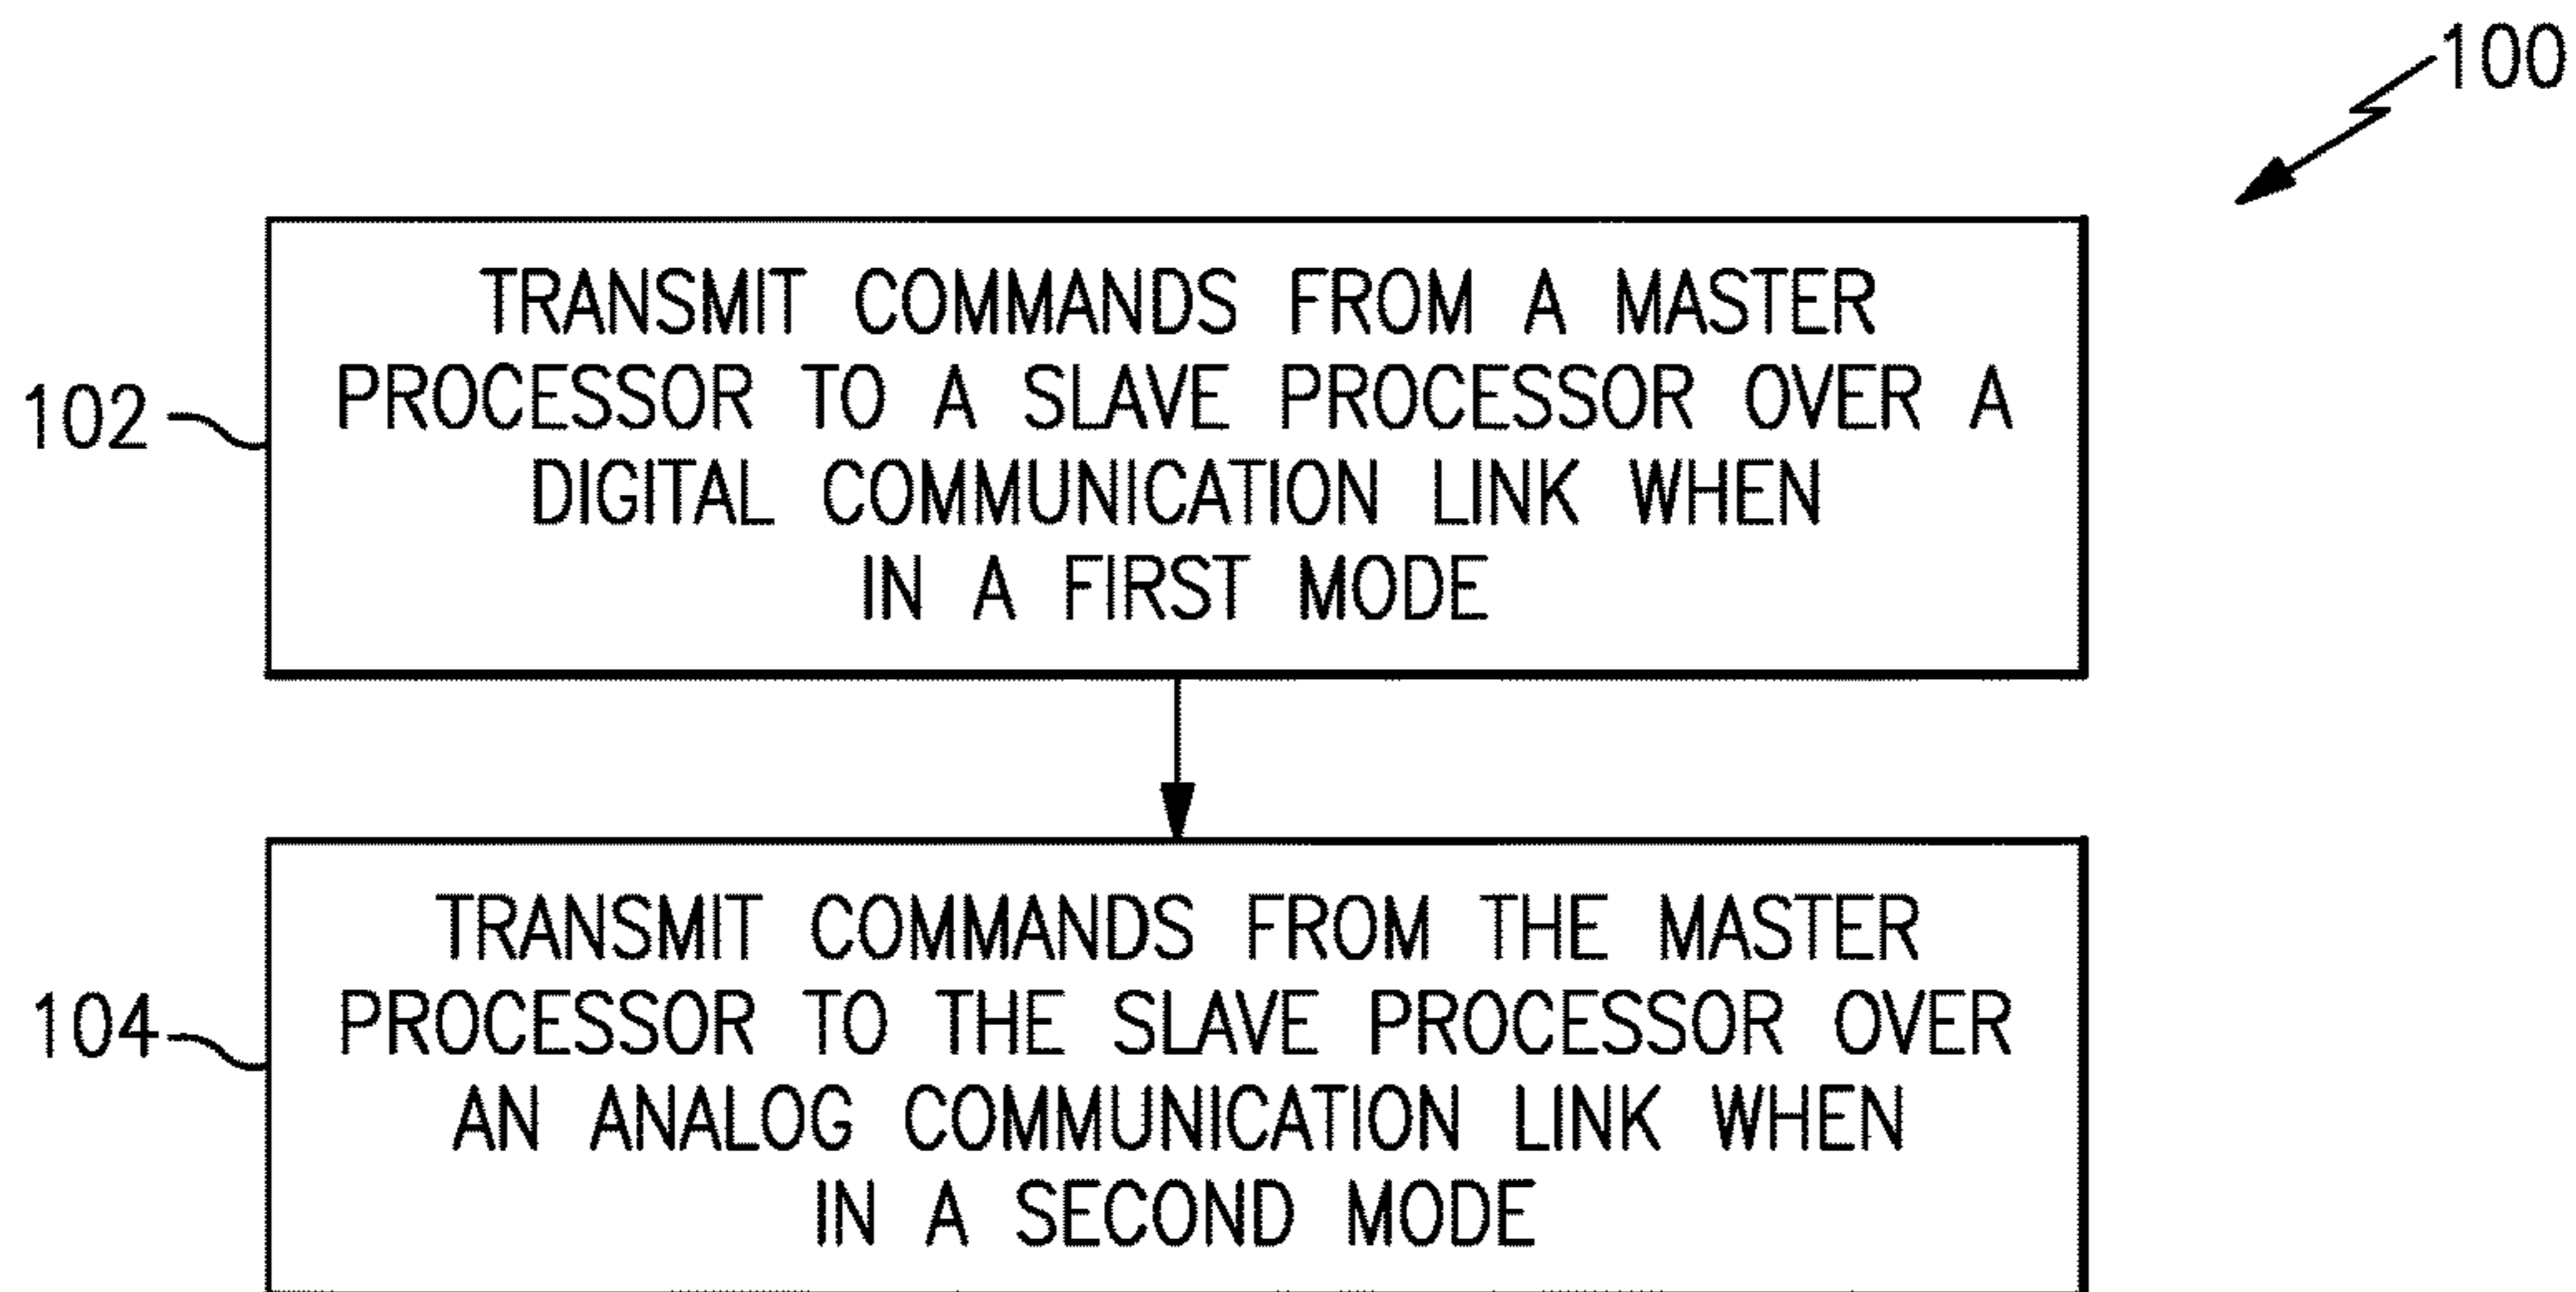 100
102
TRANSMIT COMMANDS FROM A MASTER
PROCESSOR TO A SLAVE PROCESSOR OVER A
DIGITAL COMMUNICATION LINK WHEN
IN A FIRST MODE
104
TRANSMIT COMMANDS FROM THE MASTER
PROCESSOR TO THE SLAVE PROCESSOR OVER
AN ANALOG COMMUNICATION LINK WHEN
IN A SECOND MODE